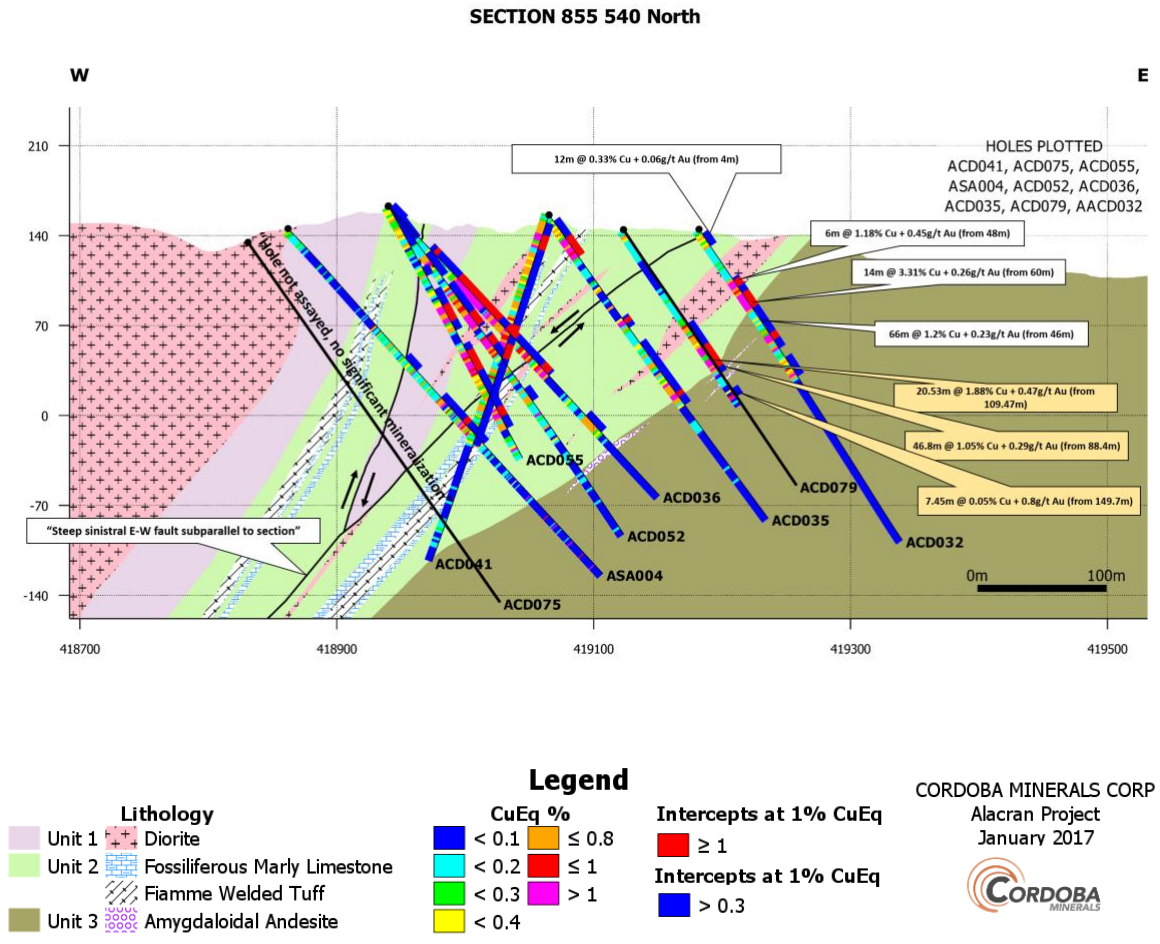 SECTION 855 540 North
W
E
210
140
70
0
-70
-140
418700
418900
419100
419300
419500
HOLES PLOTTED
ACD041, ACD075, ACD055,
ASA004, ACD052, ACD036,
ACD035, ACD079, AACD032
12m @ 0.33% Cu + 0.06g/t Au (from 4m)
6m @ 1.18% Cu + 0.45g/t Au (from 48m)
14m @ 3.31% Cu + 0.26g/t Au (from 60m)
66m @ 1.2% Cu + 0.23g/t Au (from 46m)
20.53m @ 1.88% Cu + 0.47g/t Au (from
109.47m)
46.8m @ 1.05% Cu + 0.29g/t Au (from 88.4m)
7.45m @ 0.05% Cu + 0.8g/t Au (from 149.7m)
Hole not assayed, no significant mineralization
"Steep sinistral E-W fault subparallel to section"
ACD055
ACD036
ACD079
ACD035
ACD052
ACD032
ACD041
ASA004
ACD075
0m 100m
Legend
Lithology
Unit 1
Diorite
Unit 2
Fossiliferous Marly Limestone
Fiamme Welded Tuff
Unit 3
Amygdaloidal Andesite
CuEq %
< 0.1
≤ 0.8
< 0.2
≤ 1
< 0.3
> 1
< 0.4
Intercepts at 1% CuEq
≥ 1
Intercepts at 1% CuEq
> 0.3
CORDOBA MINERALS CORP
Alacran Project
January 2017
CORDOBA
MINERALS